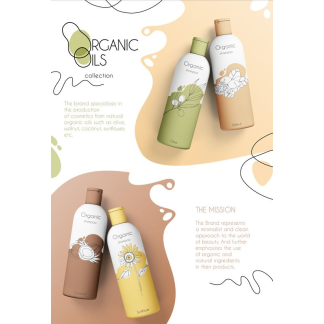 ORGANIC
OILS
collection
The brand specializes in
the production
of cosmetics from natural
organic oils such as olive,
walnut, coconut, sunflower,
etc.
Organic
Organic
Organic
Organic
THE MISSION
The Brand represents
a minimalist and clean
approach to the world
of beauty. And further
emphasizes the use
of organic and
natural ingredients
in their products.